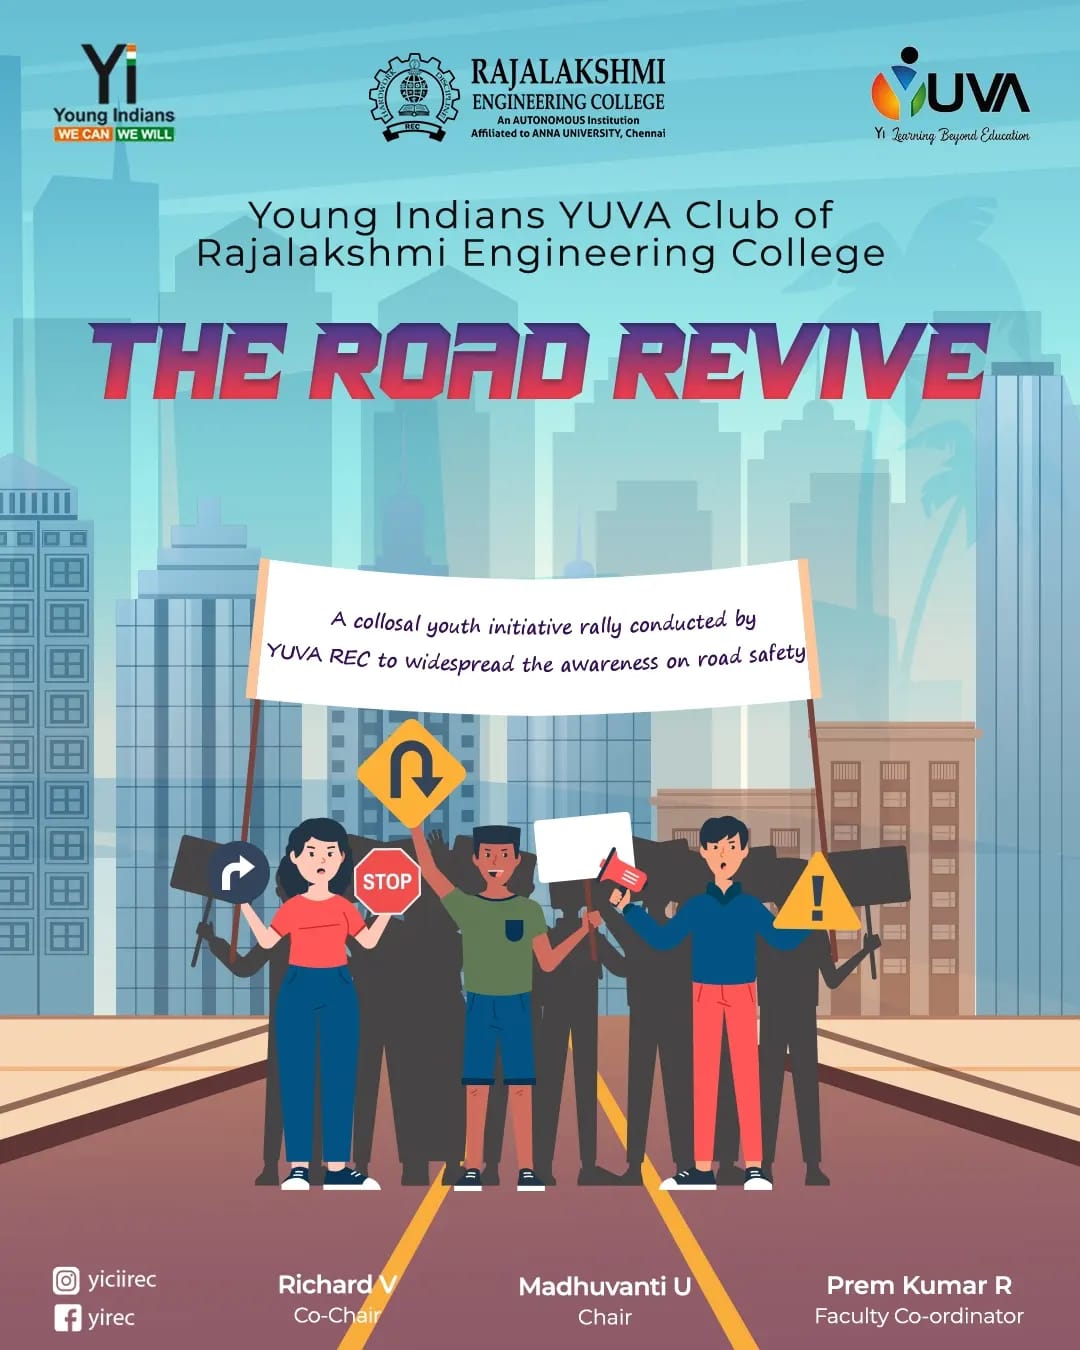 Yi
Young Indians
WE CAN WE WILL
HARDWORK DISCIPLINE
REC
RAJALAKSHMI
ENGINEERING COLLEGE
An AUTONOMOUS Institution
Affiliated to ANNA UNIVERSITY, Chennai
YUVA
Yi Learning Beyond Education
Young Indians YUVA Club of
Rajalakshmi Engineering College
THE ROAD REVIVE
A collosal youth initiative rally conducted by
YUVA REC to widespread the awareness on road safety
STOP
!
yiciirec
yirec
Richard V
Co-Chair
Madhuvanti U
Chair
Prem Kumar R
Faculty Co-ordinator